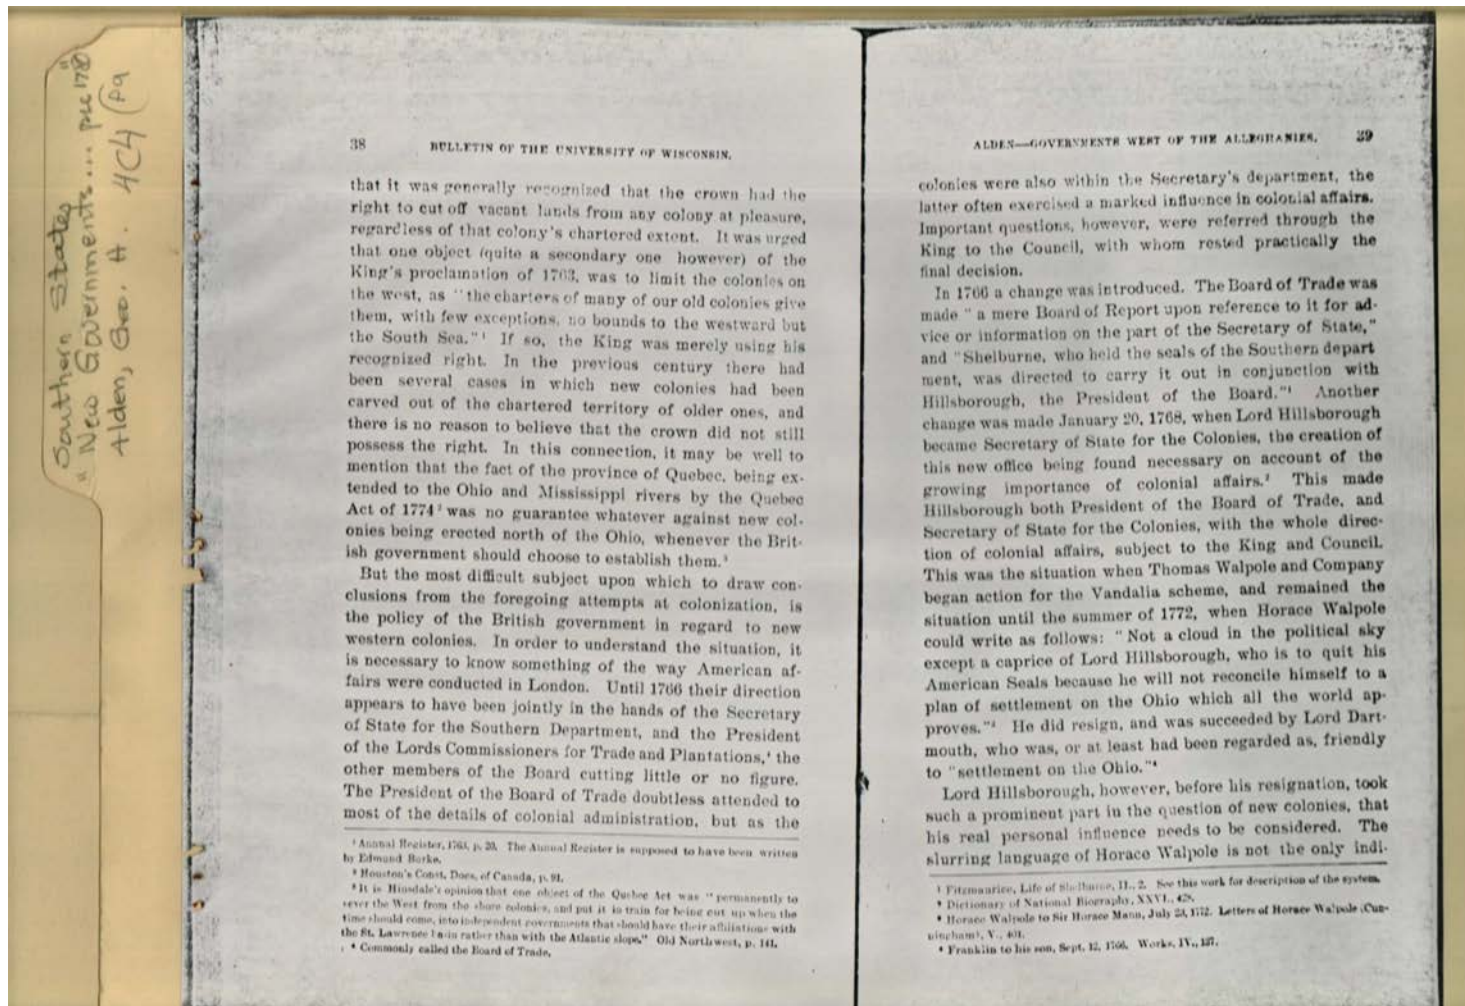 Southern States
"New Governments... pre 1780"
Alden, Geo. H. 4C4 (pq
38 BULLETIN OF THE UNIVERSITY OF WISCONSIN.
that it was generally recognized that the crown had the
right to cut off vacant lands from any colony at pleasure,
regardless of that colony's chartered extent. It was urged
that one object (quite a secondary one however) of the
King's proclamation of 1763, was to limit the colonies on
the west, as "the charters of many of our old colonies give
them, with few exceptions, no bounds to the westward but
the South Sea."¹ If so, the King was merely using his
recognized right. In the previous century there had
been several cases in which new colonies had been
carved out of the chartered territory of older ones, and
there is no reason to believe that the crown did not still
possess the right. In this connection, it may be well to
mention that the fact of the province of Quebec, being ex-
tended to the Ohio and Mississippi rivers by the Quebec
Act of 1774² was no guarantee whatever against new col-
onies being erected north of the Ohio, whenever the Brit-
ish government should choose to establish them.³
But the most difficult subject upon which to draw con-
clusions from the foregoing attempts at colonization, is
the policy of the British government in regard to new
western colonies. In order to understand the situation, it
is necessary to know something of the way American af-
fairs were conducted in London. Until 1766 their direction
appears to have been jointly in the hands of the Secretary
of State for the Southern Department, and the President
of the Lords Commissioners for Trade and Plantations,⁴ the
other members of the Board cutting little or no figure.
The President of the Board of Trade doubtless attended to
most of the details of colonial administration, but as the
¹ Annual Register, 1763, p. 20. The Annual Register is supposed to have been written
by Edmund Burke.
² Houston's Const. Docs. of Canada, p. 91.
³ It is Hinsdale's opinion that one object of the Quebec Act was "permanently to
sever the West from the shore colonies, and put it in train for being cut up when the
time should come, into independent governments that should have their affiliations with
the St. Lawrence basin rather than with the Atlantic slope." Old Northwest, p. 141.
⁴ Commonly called the Board of Trade.
ALDEN—GOVERNMENTS WEST OF THE ALLEGHANIES. 39
colonies were also within the Secretary's department, the
latter often exercised a marked influence in colonial affairs.
Important questions, however, were referred through the
King to the Council, with whom rested practically the
final decision.
In 1766 a change was introduced. The Board of Trade was
made "a mere Board of Report upon reference to it for ad-
vice or information on the part of the Secretary of State,"
and "Shelburne, who held the seals of the Southern depart
ment, was directed to carry it out in conjunction with
Hillsborough, the President of the Board."¹ Another
change was made January 20, 1768, when Lord Hillsborough
became Secretary of State for the Colonies, the creation of
this new office being found necessary on account of the
growing importance of colonial affairs.² This made
Hillsborough both President of the Board of Trade, and
Secretary of State for the Colonies, with the whole direc-
tion of colonial affairs, subject to the King and Council.
This was the situation when Thomas Walpole and Company
began action for the Vandalia scheme, and remained the
situation until the summer of 1772, when Horace Walpole
could write as follows: "Not a cloud in the political sky
except a caprice of Lord Hillsborough, who is to quit his
American Seals because he will not reconcile himself to a
plan of settlement on the Ohio which all the world ap-
proves."³ He did resign, and was succeeded by Lord Dart-
mouth, who was, or at least had been regarded as, friendly
to "settlement on the Ohio."⁴
Lord Hillsborough, however, before his resignation, took
such a prominent part in the question of new colonies, that
his real personal influence needs to be considered. The
slurring language of Horace Walpole is not the only indi-
¹ Fitzmaurice, Life of Shelburne, II., 2. See this work for description of the system.
² Dictionary of National Biography, XXVI., 428.
³ Horace Walpole to Sir Horace Mann, July 23, 1772. Letters of Horace Walpole (Cun-
ningham), V., 401.
⁴ Franklin to his son, Sept. 12, 1766. Works, IV., 137.